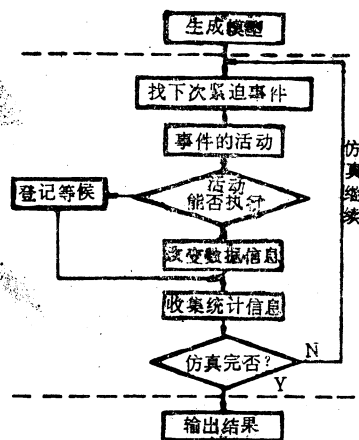 生成模型
找下次紧迫事件
事件的活动
活动
能否执行
登记等候
改变数据信息
收集统计信息
仿真完否?
N
Y
输出结果
仿真继续